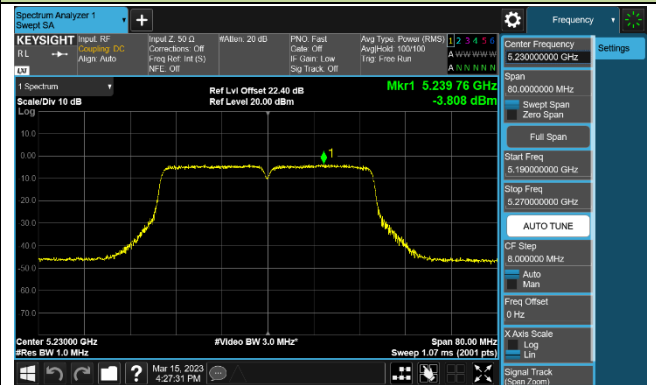 Spectrum Analyzer 1
Swept SA
Frequency
KEYSIGHT
RL
LXI
Input: RF
Coupling: DC
Align: Auto
Input Z: 50 Ω
Corrections: Off
Freq Ref: Int (S)
NFE: Off
#Atten: 20 dB
PNO: Fast
Gate: Off
IF Gain: Low
Sig Track: Off
Avg Type: Power (RMS)
Avg|Hold: 100/100
Trig: Free Run
1 2 3 4 5 6
A W W W W W
A N N N N N
1 Spectrum
Scale/Div 10 dB
Log
Ref Lvl Offset 22.40 dB
Ref Level 20.00 dBm
Mkr1 5.239 76 GHz
-3.808 dBm
10.0
0.00
-10.0
-20.0
-30.0
-40.0
-50.0
-60.0
-70.0
1
Center 5.23000 GHz
#Res BW 1.0 MHz
#Video BW 3.0 MHz*
Span 80.00 MHz
Sweep 1.07 ms (2001 pts)
Mar 15, 2023
4:27:31 PM
Center Frequency
5.230000000 GHz
Settings
Span
80.0000000 MHz
Swept Span
Zero Span
Full Span
Start Freq
5.190000000 GHz
Stop Freq
5.270000000 GHz
AUTO TUNE
CF Step
8.000000 MHz
Auto
Man
Freq Offset
0 Hz
X Axis Scale
Log
Lin
Signal Track
(Span Zoom)